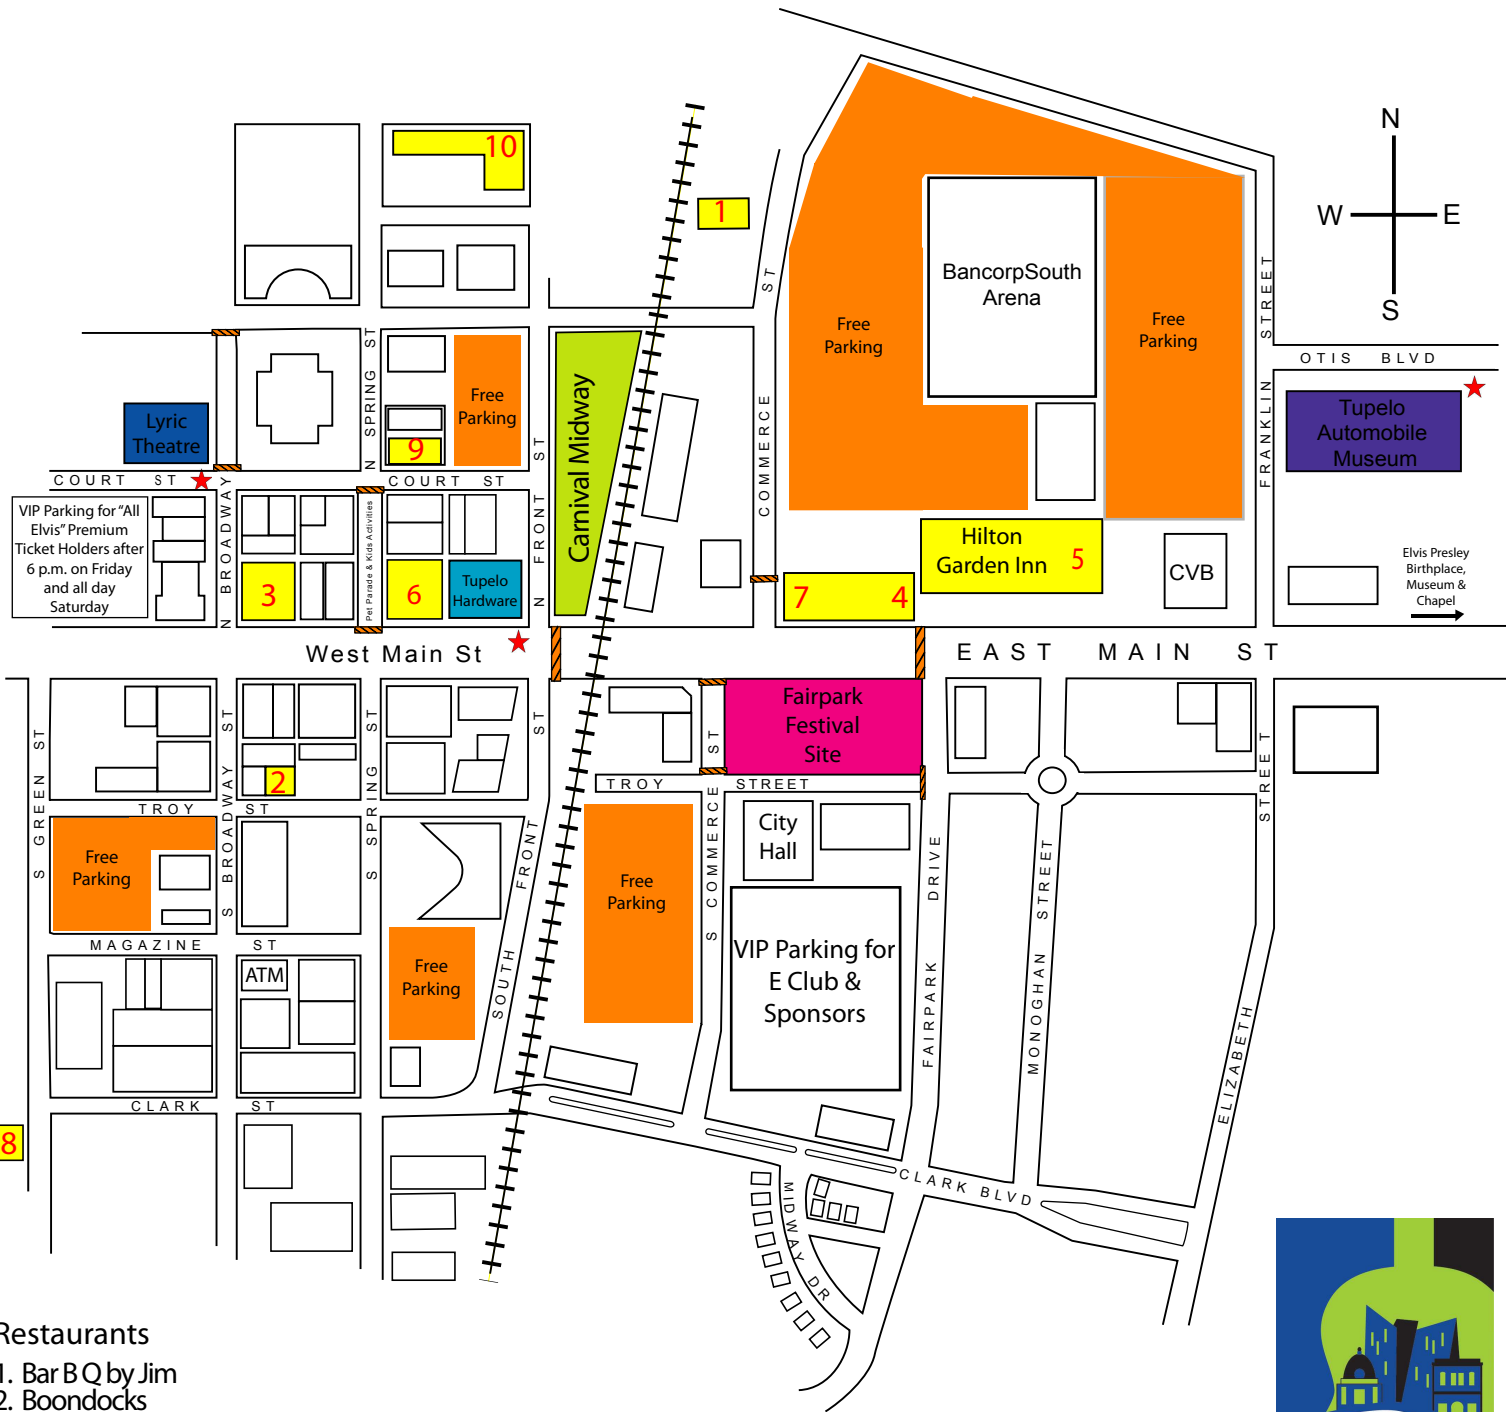 10
1
N
W E
S
BancorpSouth
Arena
Free
Parking
Free
Parking
ST
COMMERCE
STREET
FRANKLIN
OTIS BLVD
Tupelo
Automobile
Museum
Lyric
Theatre
N SPRING ST
Free
Parking
9
N FRONT ST
Carnival Midway
COURT ST
COURT ST
VIP Parking for "All
Elvis" Premium
Ticket Holders after
6 p.m. on Friday
and all day
Saturday
N BROADWAY
3
Pet Parade & Kids Activities
6
Tupelo
Hardware
7 4
Hilton
Garden Inn 5
CVB
Elvis Presley
Birthplace,
Museum &
Chapel
West Main St
EAST MAIN ST
Fairpark
Festival
Site
S GREEN ST
S BROADWAY ST
2
S SPRING ST
SOUTH FRONT ST
TROY ST
TROY STREET
S COMMERCE ST
City
Hall
Free
Parking
Free
Parking
Free
Parking
VIP Parking for
E Club &
Sponsors
FAIRPARK DRIVE
MONOGHAN STREET
ELIZABETH STREET
MAGAZINE ST
ATM
CLARK ST
8
CLARK BLVD
MIDWAY DR
Restaurants
1. Bar B Q by Jim
2. Boondocks